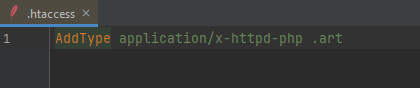 .htaccess ×
1 AddType application/x-httpd-php .art